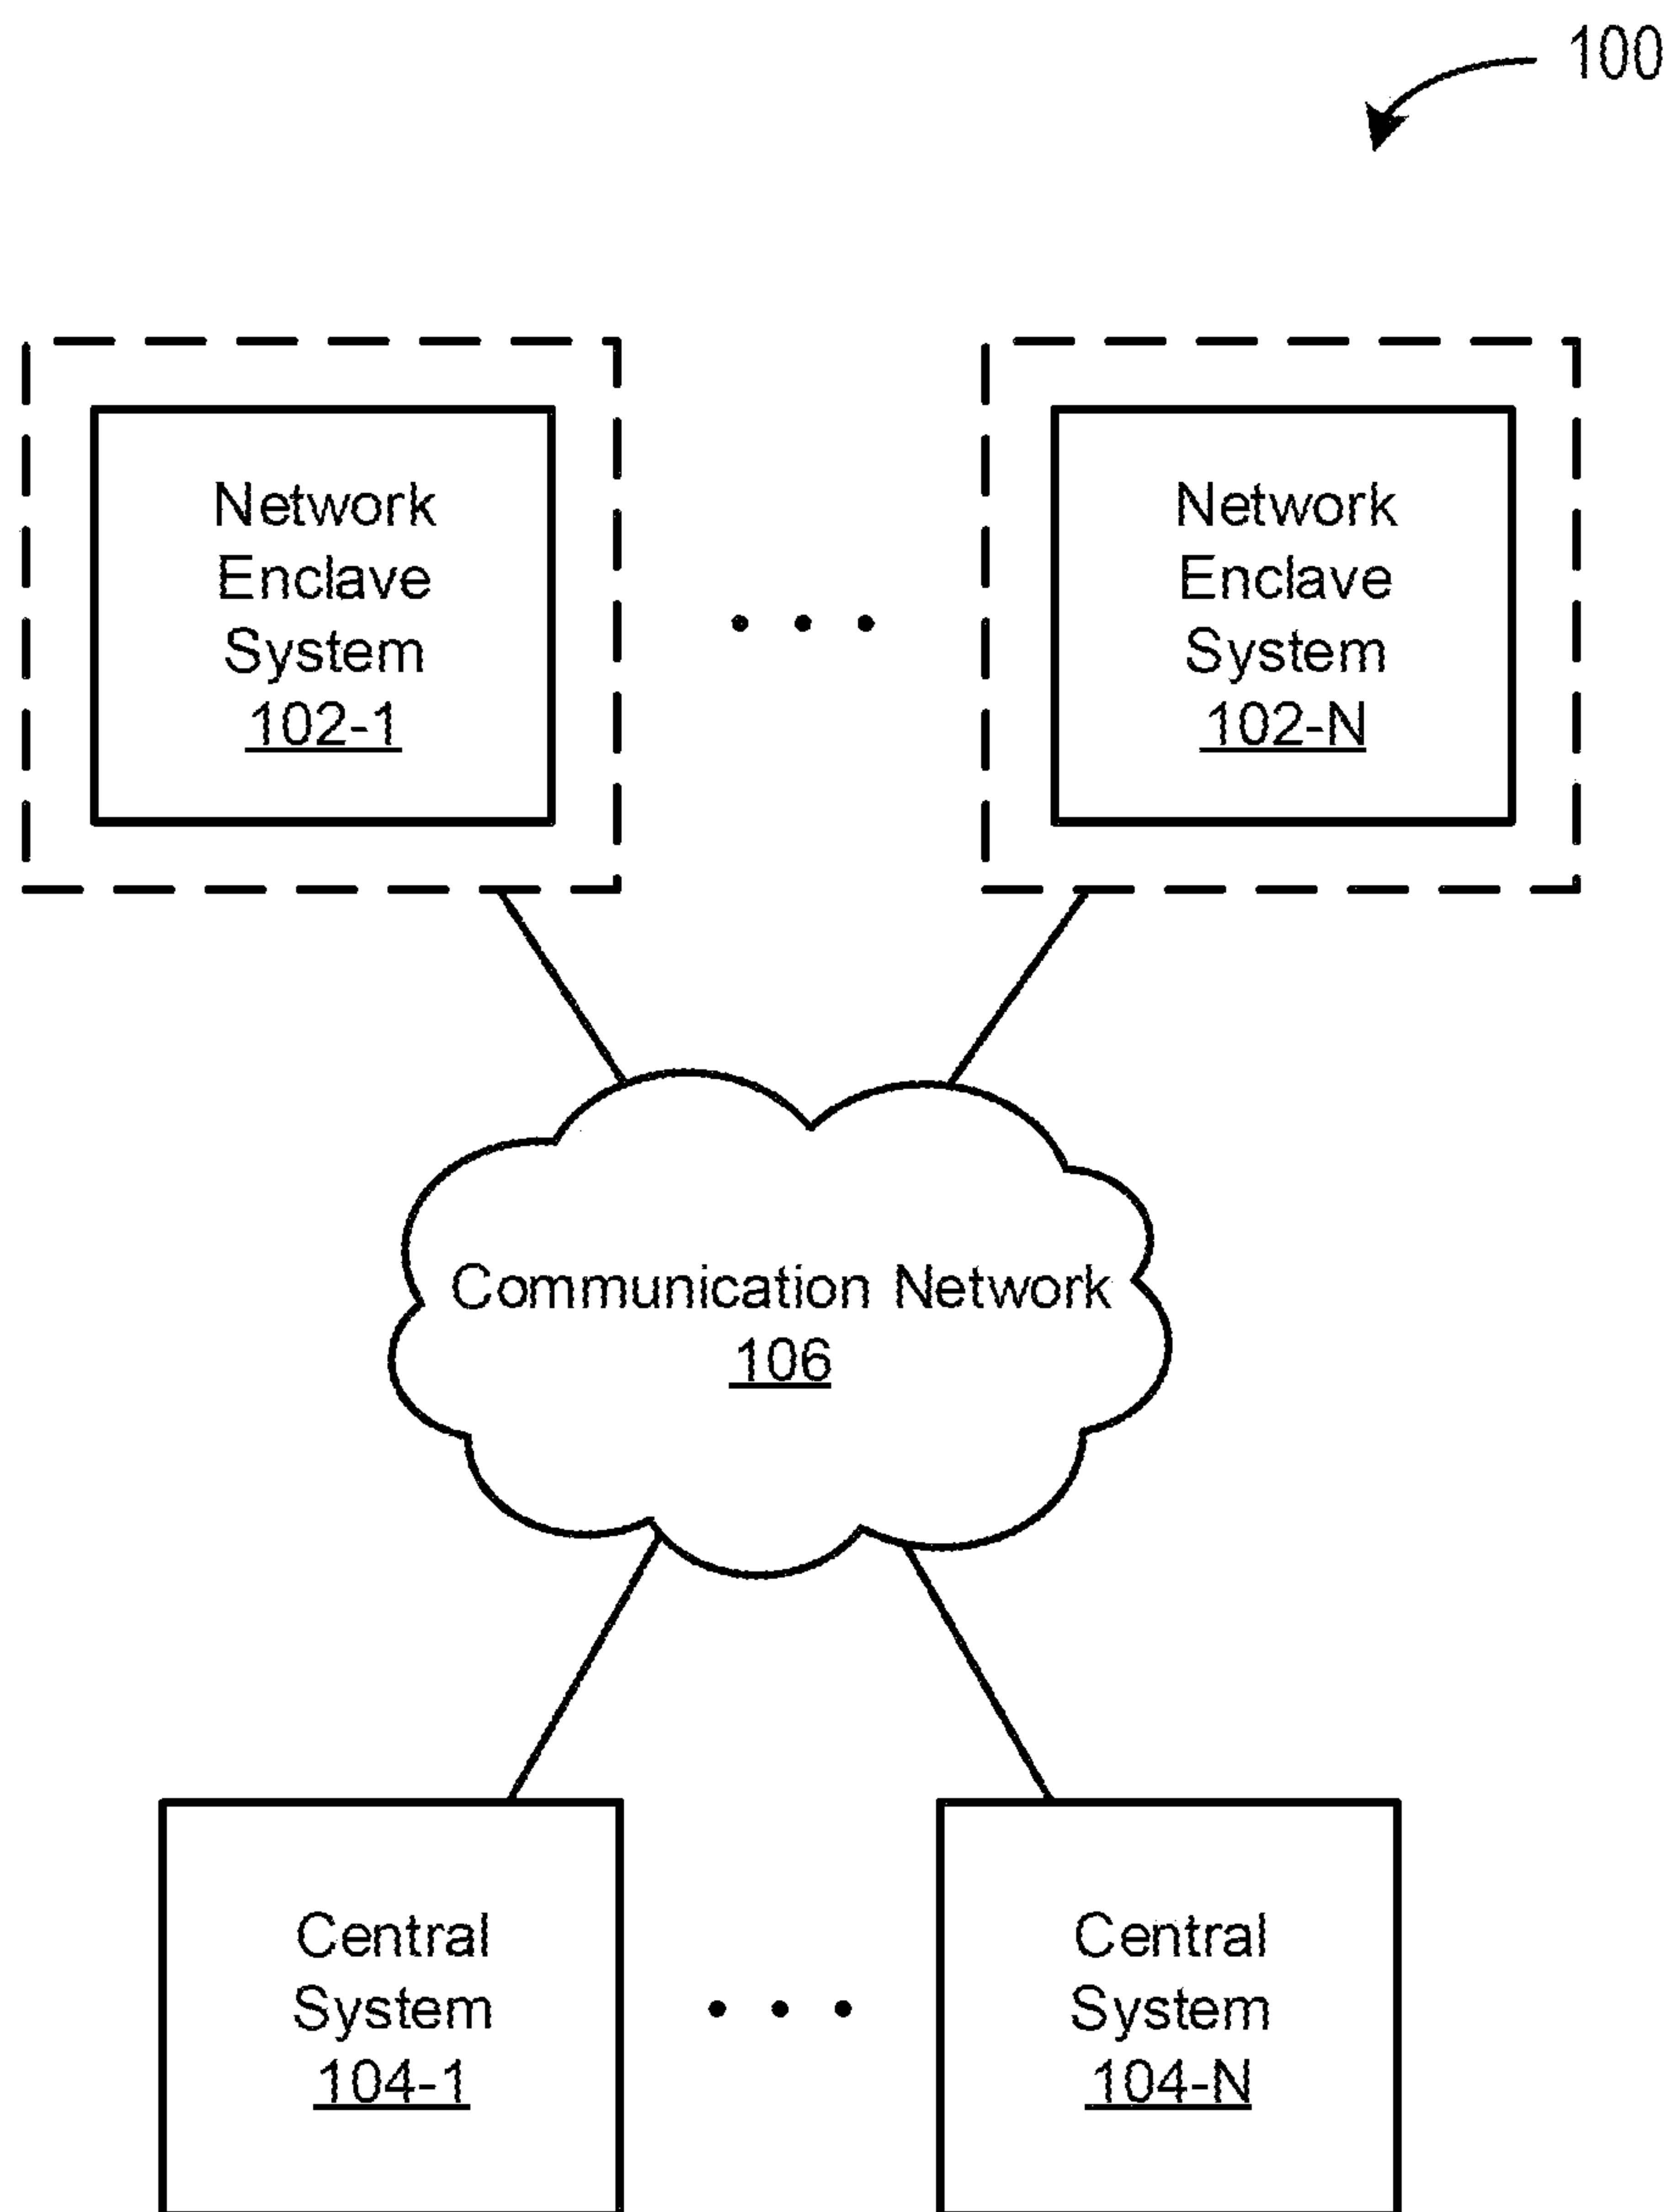 100
Network
Enclave
System
102-1
Network
Enclave
System
102-N
Communication Network
106
Central
System
104-1
Central
System
104-N